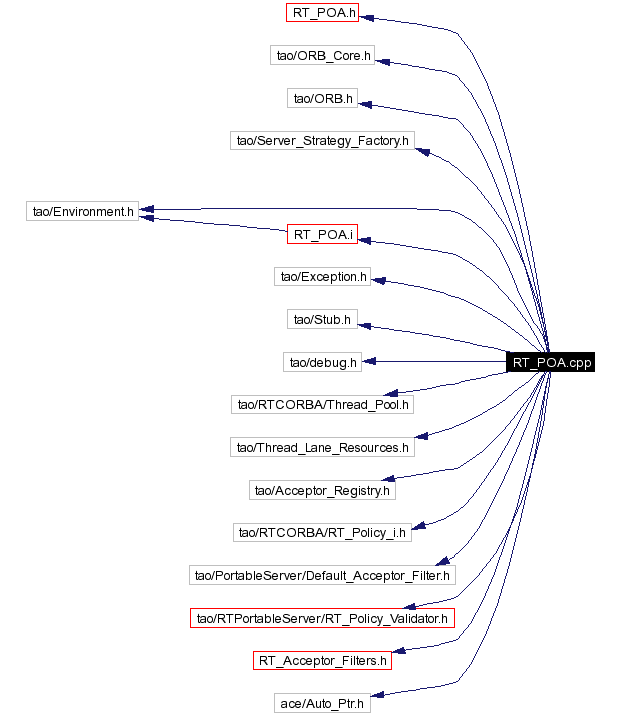 RT_POA.h
tao/ORB_Core.h
tao/ORB.h
tao/Server_Strategy_Factory.h
tao/Environment.h
RT_POA.i
tao/Exception.h
tao/Stub.h
tao/debug.h
RT_POA.cpp
tao/RTCORBA/Thread_Pool.h
tao/Thread_Lane_Resources.h
tao/Acceptor_Registry.h
tao/RTCORBA/RT_Policy_i.h
tao/PortableServer/Default_Acceptor_Filter.h
tao/RTPortableServer/RT_Policy_Validator.h
RT_Acceptor_Filters.h
ace/Auto_Ptr.h